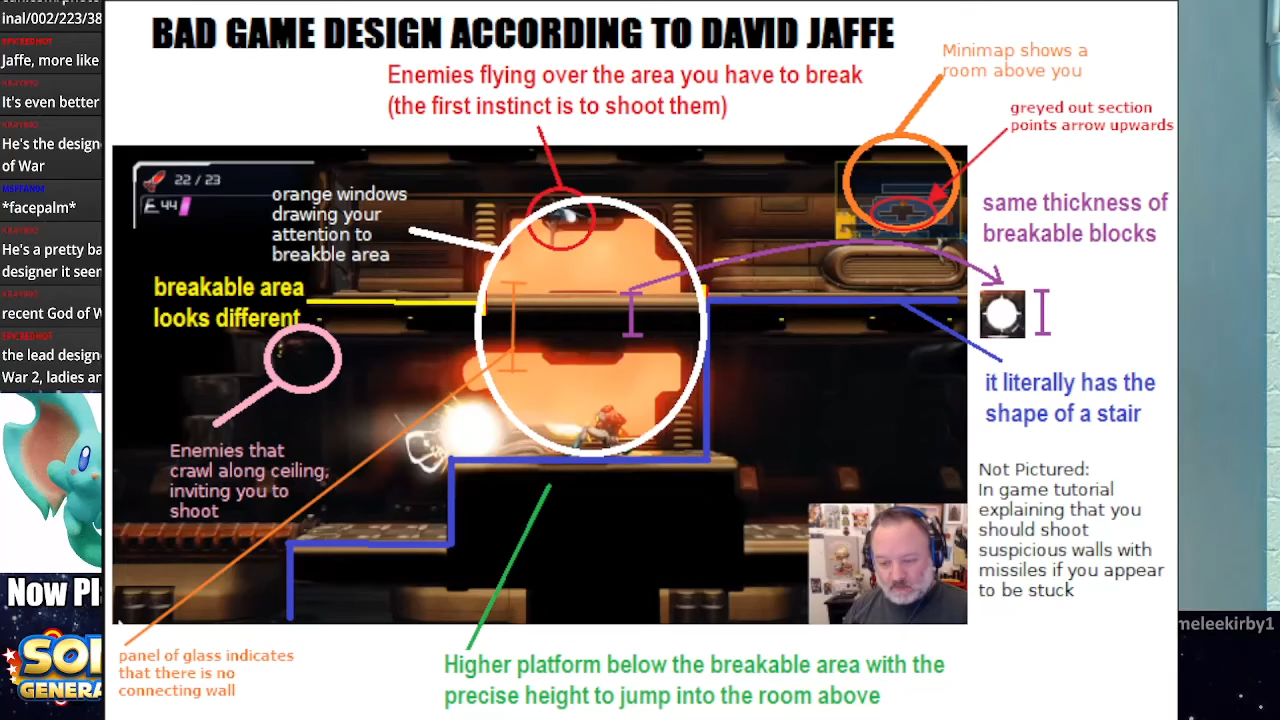 inal/002/223/38
Jaffe, more like
It's even better
He's the design
of War
*facepalm*
He's a pretty ba
designer it seem
recent God of W
the lead design
War 2, ladies ar
Now Pl
GENERA
BAD GAME DESIGN ACCORDING TO DAVID JAFFE
Enemies flying over the area you have to break
(the first instinct is to shoot them)
Minimap shows a
room above you
greyed out section
points arrow upwards
22 / 23
E 44
orange windows
drawing your
attention to
breakble area
same thickness of
breakable blocks
breakable area
looks different
it literally has the
shape of a stair
Enemies that
crawl along ceiling,
inviting you to
shoot
Not Pictured:
In game tutorial
explaining that you
should shoot
suspicious walls with
missiles if you appear
to be stuck
panel of glass indicates
that there is no
connecting wall
Higher platform below the breakable area with the
precise height to jump into the room above
meleekirby1